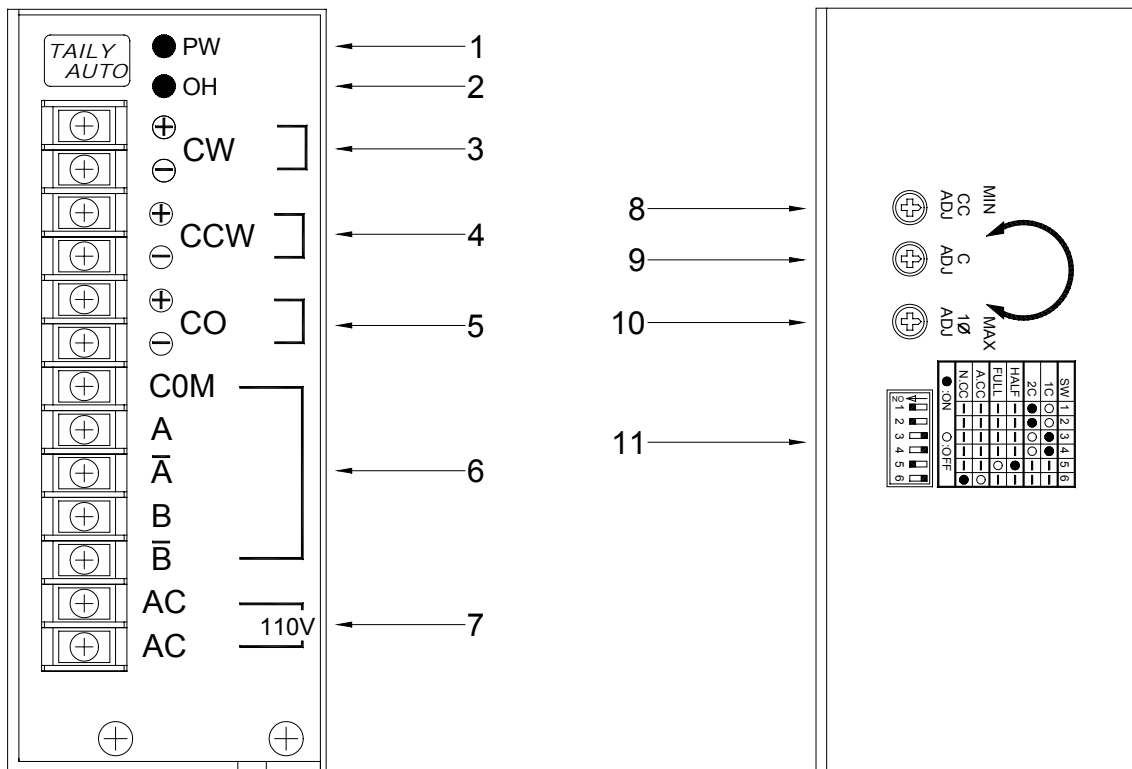 TAILY
AUTO
PW
OH
⊕
CW
⊖
⊕
CCW
⊖
⊕
CO
⊖
C0M
A
A̅
B
B̅
AC
110V
AC
1
2
3
4
5
6
7
8
9
10
11
MIN
CC
ADJ
C
ADJ
MAX
1Ø
ADJ
SW 1 2 3 4 5 6
1C ○ ○ ● ● — —
2C ● ● ○ ○ — —
HALF — — — — ● —
FULL — — — — ○ —
A.CC — — — — — ○
N.CC — — — — — ●
●:ON ○:OFF
ON
1 2 3 4 5 6